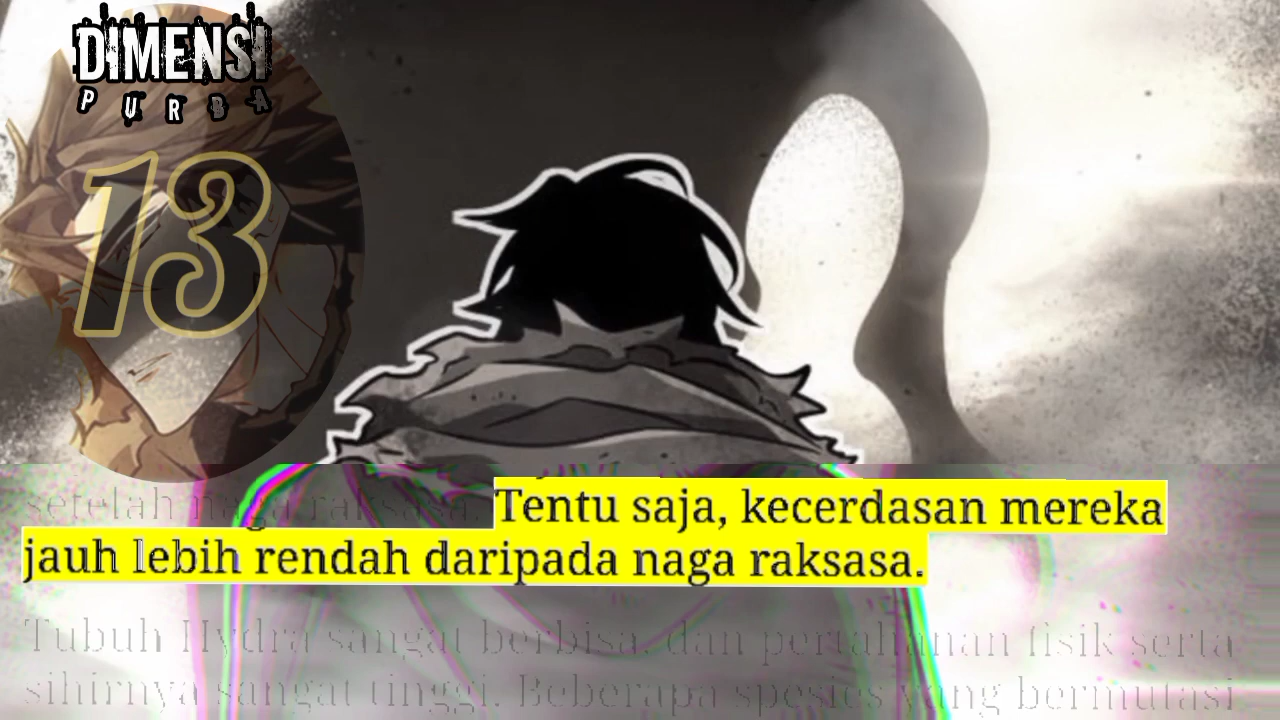 DIMENSI
PURBA
13
setelah naga raksasa. Tentu saja, kecerdasan mereka
jauh lebih rendah daripada naga raksasa.
Tubuh Hydra sangat berbisa, dan pertahanan fisik serta
sihirnya sangat tinggi. Beberapa spesies yang bermutasi